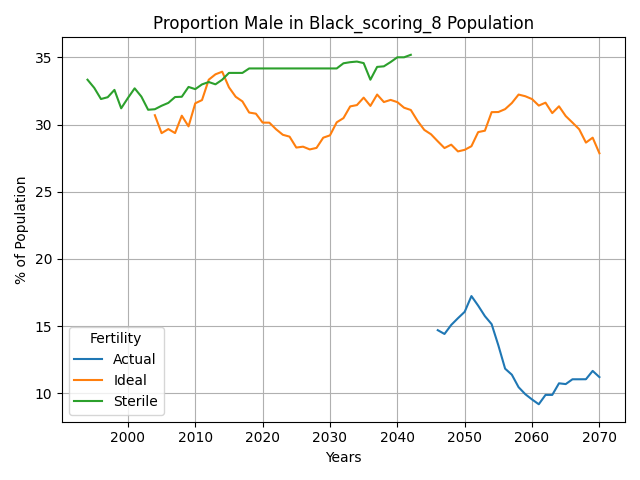 Proportion Male in Black_scoring_8 Population
% of Population
35
30
25
20
15
10
Fertility
Actual
Ideal
Sterile
2000 2010 2020 2030 2040 2050 2060 2070
Years